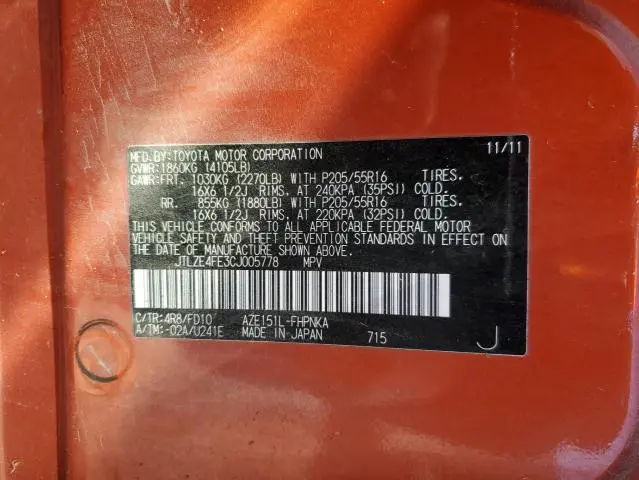 MFD.BY:TOYOTA MOTOR CORPORATION 11/11
GVWR:1860KG (4105LB)
GAWR:FRT. 1030KG (2270LB) WITH P205/55R16 TIRES.
16X6 1/2J RIMS. AT 240KPA (35PSI) COLD.
RR. 855KG (1880LB) WITH P205/55R16 TIRES.
16X6 1/2J RIMS. AT 220KPA (32PSI) COLD.
THIS VEHICLE CONFORMS TO ALL APPLICABLE FEDERAL MOTOR
VEHICLE SAFETY AND THEFT PREVENTION STANDARDS IN EFFECT ON
THE DATE OF MANUFACTURE SHOWN ABOVE.
JTLZE4FE3CJ005778 MPV
C/TR:4R8/FD10 AZE151L-FHPNKA
A/TM:-02A/U241E MADE IN JAPAN 715 J